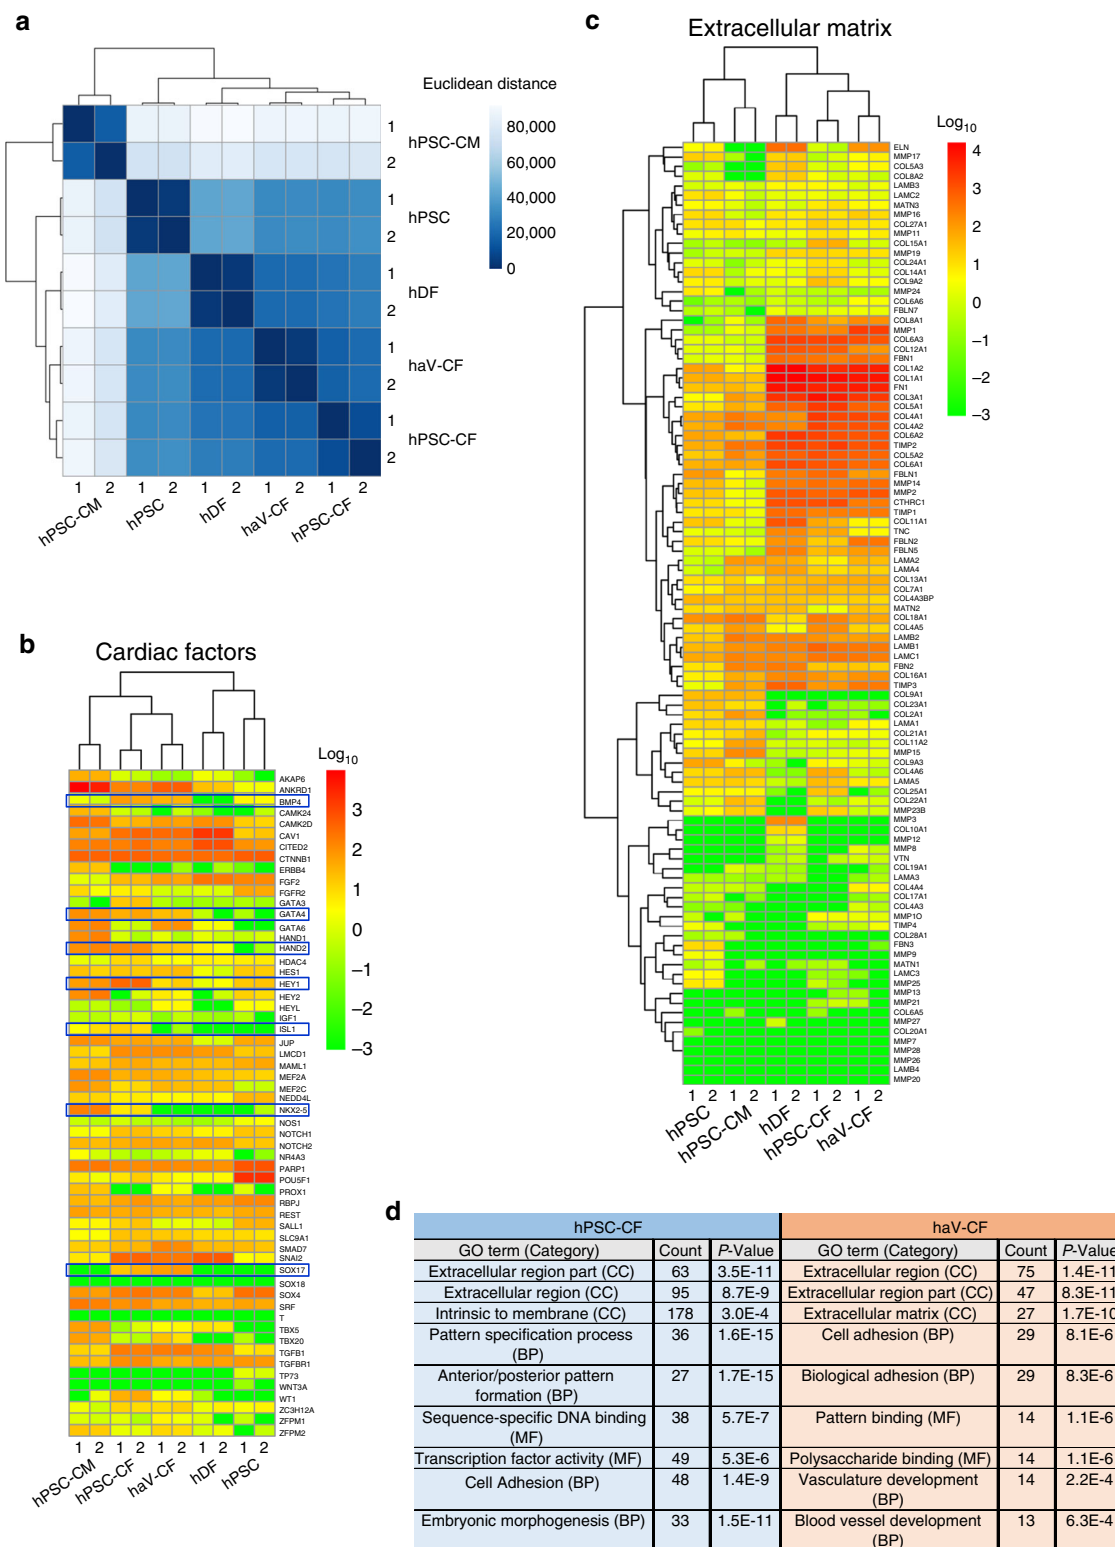 a
Euclidean distance
80,000
60,000
40,000
20,000
0
1
2
hPSC-CM
1
2
hPSC
1
2
hDF
1
2
haV-CF
1
2
hPSC-CF
1 2 1 2 1 2 1 2 1 2
hPSC-CM hPSC hDF haV-CF hPSC-CF
b
Cardiac factors
Log10
3
2
1
0
−1
−2
−3
AKAP6
ANKRD1
BMP4
CAMK24
CAMK2D
CAV1
CITED2
CTNNB1
ERBB4
FGF2
FGFR2
GATA3
GATA4
GATA6
HAND1
HAND2
HDAC4
HES1
HEY1
HEY2
HEYL
IGF1
ISL1
JUP
LMCD1
MAML1
MEF2A
MEF2C
NEDD4L
NKX2-5
NOS1
NOTCH1
NOTCH2
NR4A3
PARP1
POU5F1
PROX1
RBPJ
REST
SALL1
SLC9A1
SMAD7
SNAI2
SOX17
SOX18
SOX4
SRF
T
TBX5
TBX20
TGFB1
TGFBR1
TP73
WNT3A
WT1
ZC3H12A
ZFPM1
ZFPM2
1 2 1 2 1 2 1 2 1 2
hPSC-CM hPSC-CF haV-CF hDF hPSC
c
Extracellular matrix
Log10
4
3
2
1
0
−1
−2
−3
ELN
MMP17
COL5A3
COL8A2
LAMB3
LAMC2
MATN3
MMP16
COL27A1
MMP11
COL15A1
MMP19
COL24A1
COL14A1
COL9A2
MMP24
COL6A6
FBLN7
COL8A1
MMP1
COL6A3
COL12A1
FBN1
COL1A2
COL1A1
FN1
COL3A1
COL5A1
COL4A1
COL4A2
COL6A2
TIMP2
COL5A2
COL6A1
FBLN1
MMP14
MMP2
CTHRC1
TIMP1
COL11A1
TNC
FBLN2
FBLN5
LAMA2
LAMA4
COL13A1
COL7A1
COL4A3BP
MATN2
COL18A1
COL4A5
LAMB2
LAMB1
LAMC1
FBN2
COL16A1
TIMP3
COL9A1
COL23A1
COL2A1
LAMA1
COL21A1
COL11A2
MMP15
COL9A3
COL4A6
LAMA5
COL25A1
COL22A1
MMP23B
MMP3
COL10A1
MMP12
MMP8
VTN
COL19A1
LAMA3
COL4A4
COL17A1
COL4A3
MMP1O
TIMP4
COL28A1
FBN3
MMP9
MATN1
LAMC3
MMP25
MMP13
MMP21
COL6A5
MMP27
COL20A1
MMP7
MMP28
MMP26
LAMB4
MMP20
1 2 1 2 1 2 1 2 1 2
hPSC hPSC-CM hDF hPSC-CF haV-CF
d
hPSC-CF haV-CF
GO term (Category) Count P-Value GO term (Category) Count P-Value
Extracellular region part (CC) 63 3.5E-11 Extracellular region (CC) 75 1.4E-11
Extracellular region (CC) 95 8.7E-9 Extracellular region part (CC) 47 8.3E-11
Intrinsic to membrane (CC) 178 3.0E-4 Extracellular matrix (CC) 27 1.7E-10
Pattern specification process (BP) 36 1.6E-15 Cell adhesion (BP) 29 8.1E-6
Anterior/posterior pattern formation (BP) 27 1.7E-15 Biological adhesion (BP) 29 8.3E-6
Sequence-specific DNA binding (MF) 38 5.7E-7 Pattern binding (MF) 14 1.1E-6
Transcription factor activity (MF) 49 5.3E-6 Polysaccharide binding (MF) 14 1.1E-6
Cell Adhesion (BP) 48 1.4E-9 Vasculature development (BP) 14 2.2E-4
Embryonic morphogenesis (BP) 33 1.5E-11 Blood vessel development (BP) 13 6.3E-4